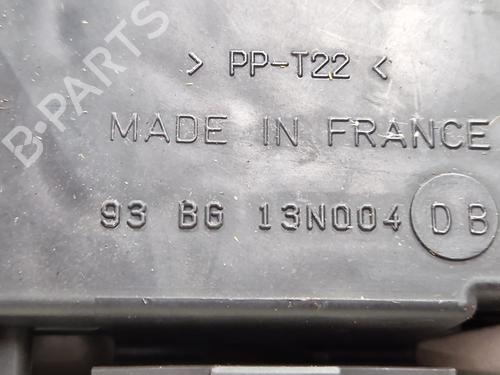 B-PARTS
> PP-T22 <
MADE IN FRANCE
93 BG 13N004 DB